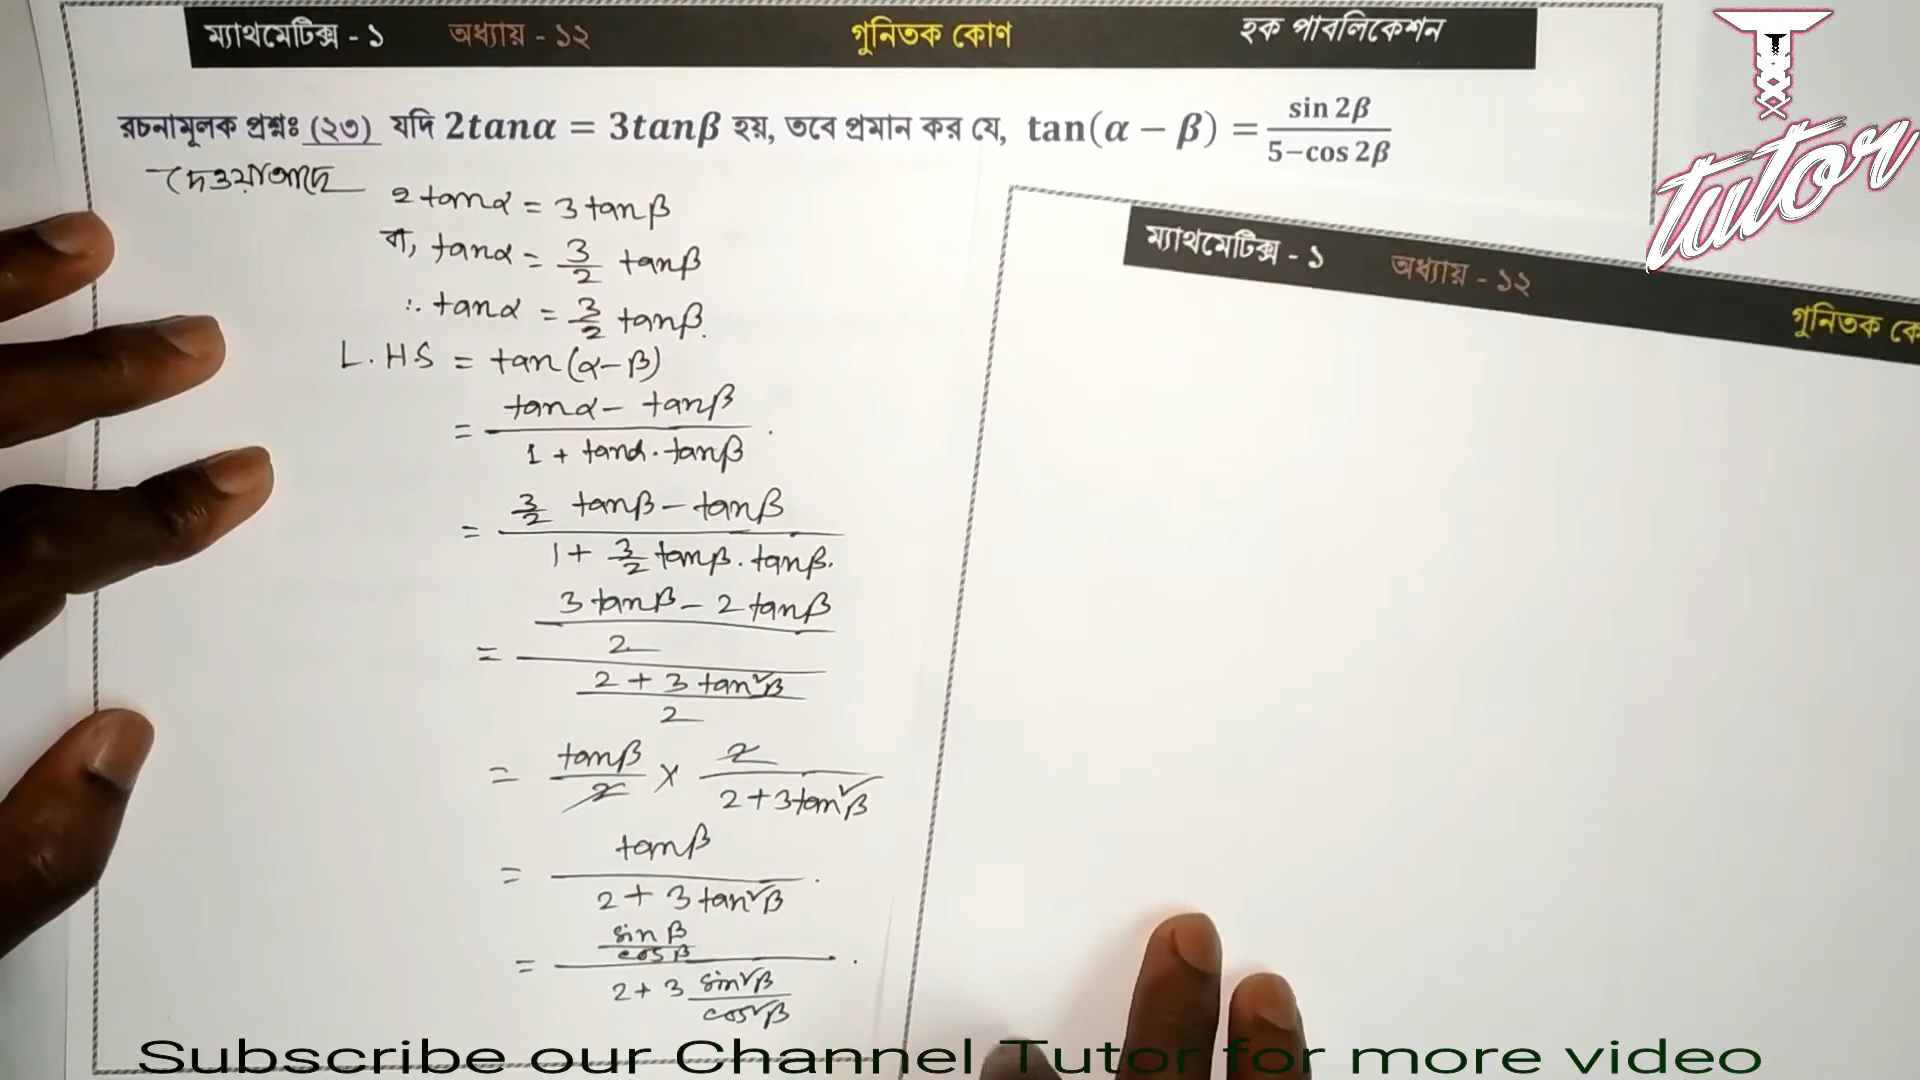 ম্যাথমেটিক্স - ১ অধ্যায় - ১২ গুনিতক কোণ হক পাবলিকেশন
T tutor
রচনামূলক প্রশ্নঃ (২৩) যদি 2tanα = 3tanβ হয়, তবে প্রমান কর যে, tan(α − β) = sin 2β / 5−cos 2β
দেওয়া আছে
2 tanα = 3 tanβ
বা, tanα = 3/2 tanβ
∴ tanα = 3/2 tanβ.
L.H.S = tan(α-β)
= tanα - tanβ / 1 + tanα · tanβ
= 3/2 tanβ - tanβ / 1 + 3/2 tanβ . tanβ.
= 3 tanβ - 2 tanβ / 2 / 2 + 3 tan²β / 2
= tanβ / 2 × 2 / 2 + 3 tan²β
= tanβ / 2 + 3 tan²β
= sin β / cos β / 2 + 3 sin²β / cos²β
ম্যাথমেটিক্স - ১ অধ্যায় - ১২ গুনিতক কে
Subscribe our Channel Tutor for more video